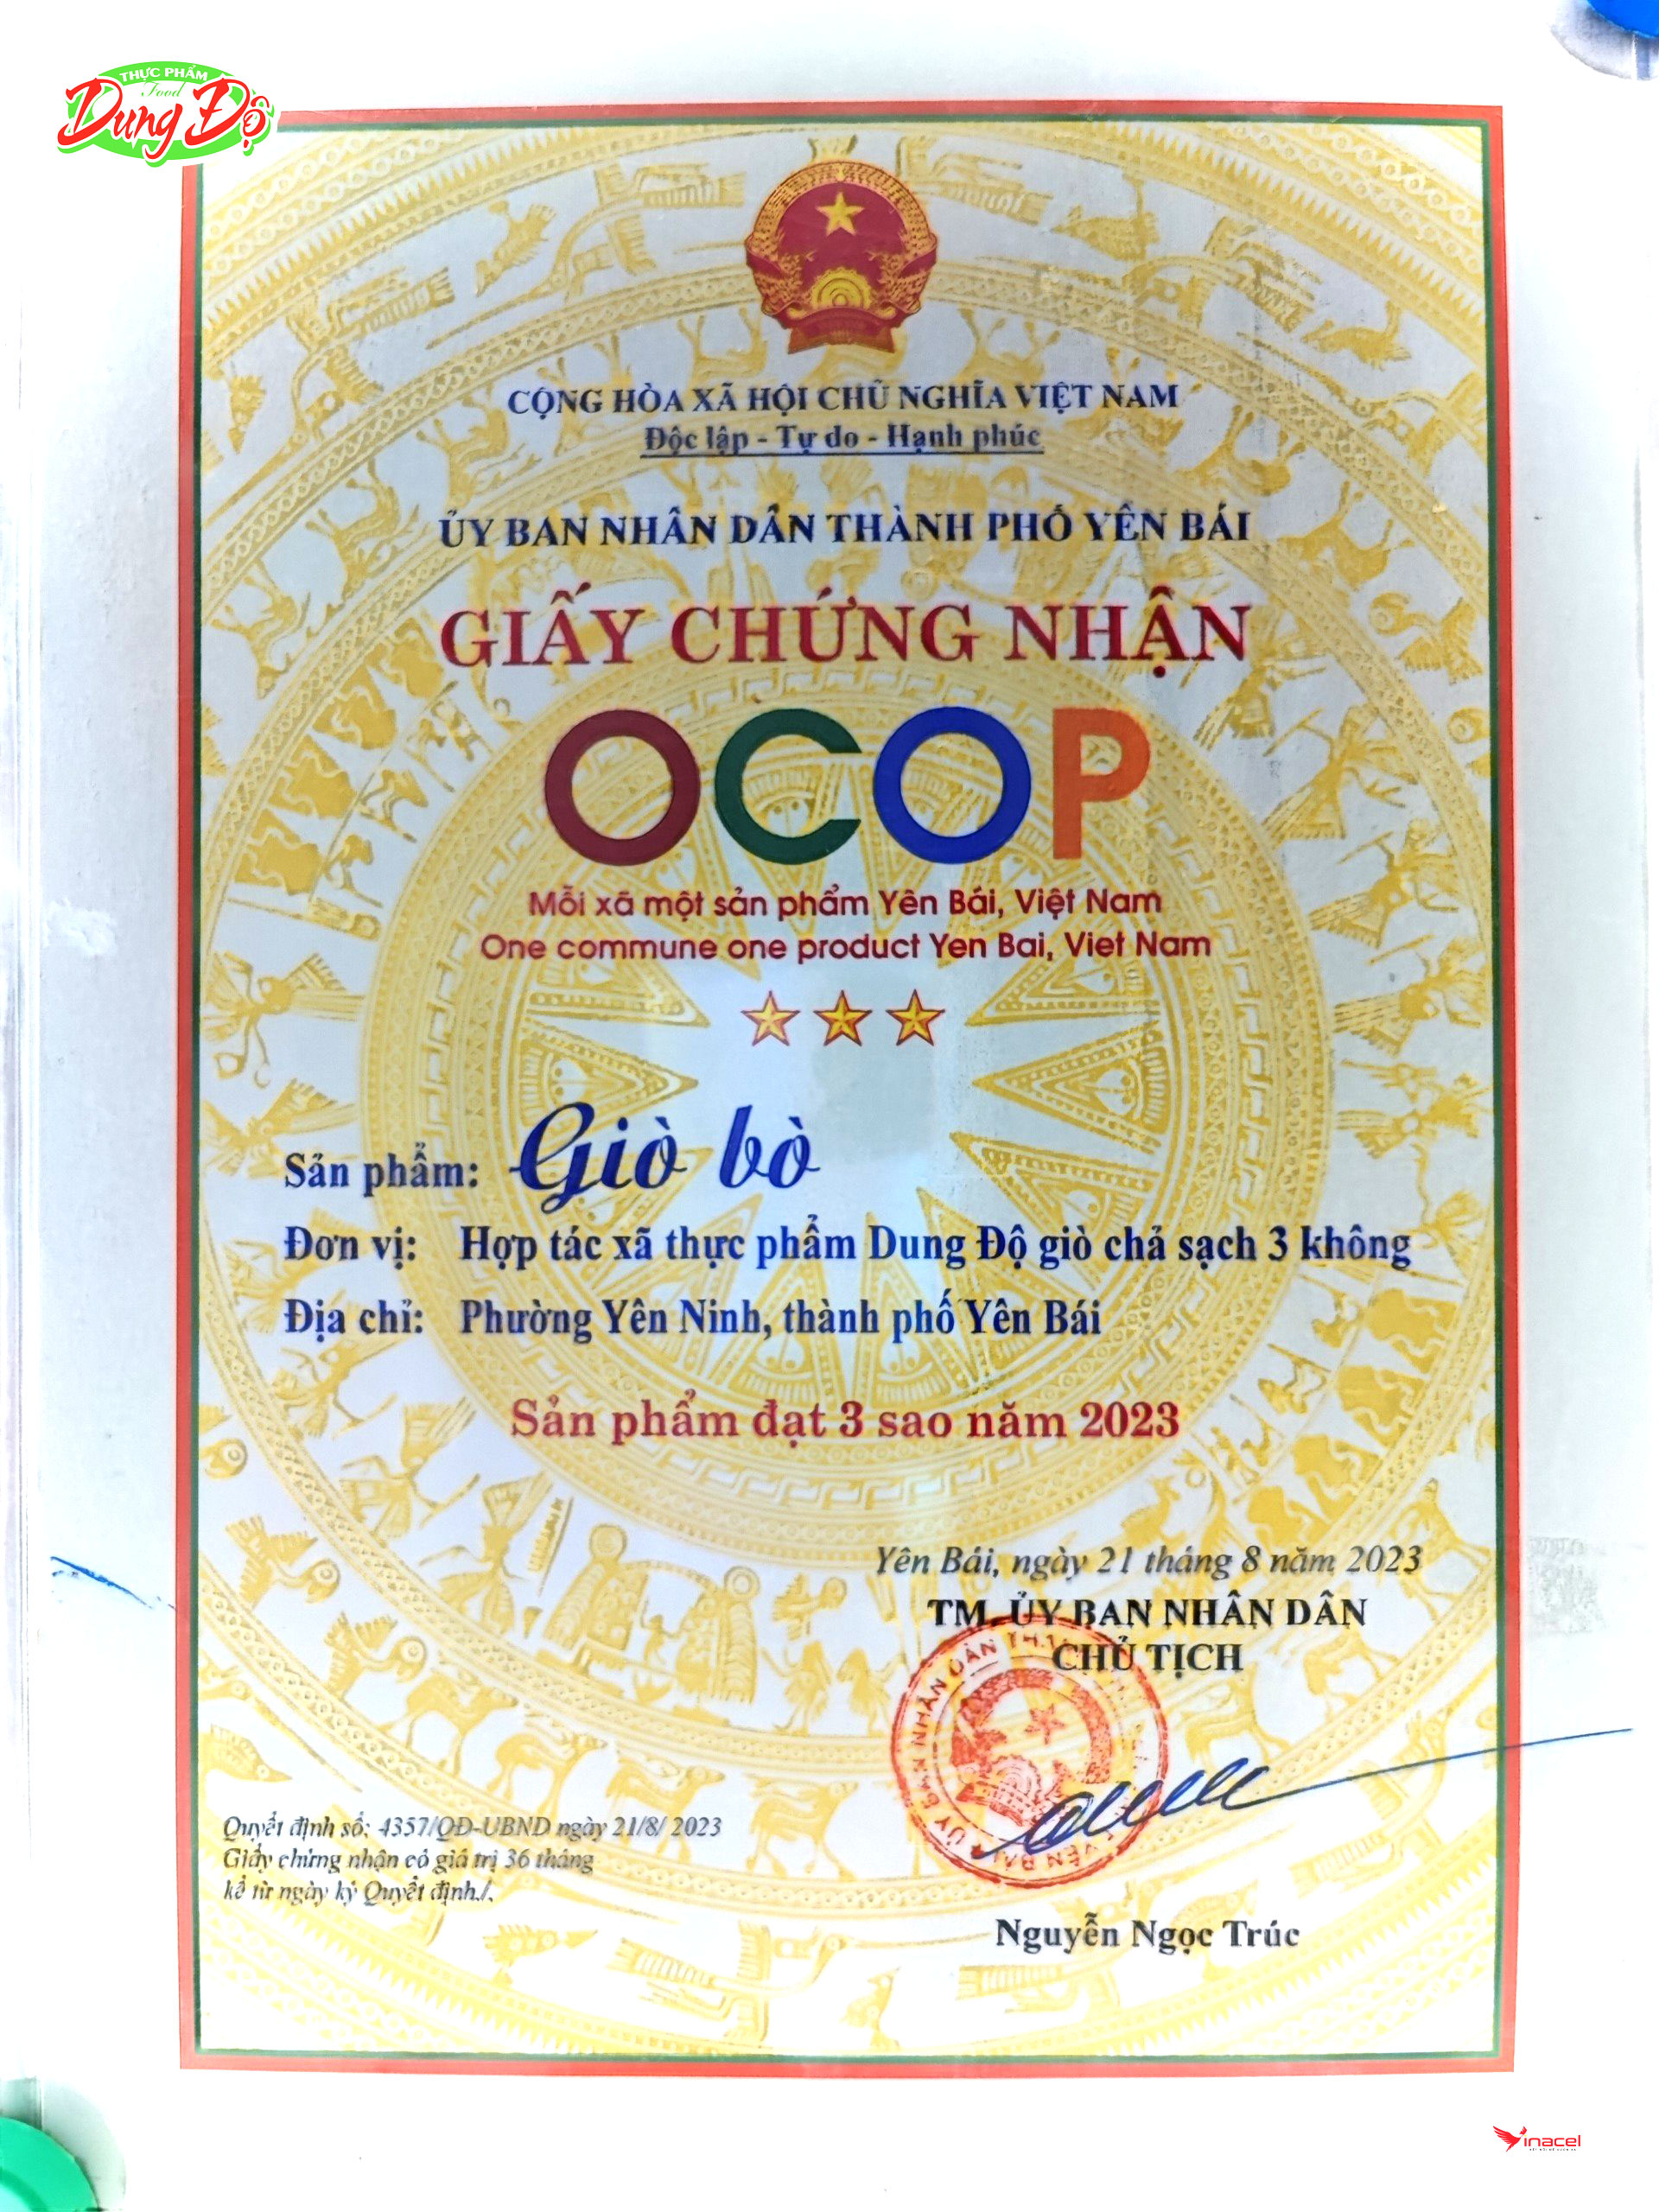 THỰC PHẨM
Food
Dung Độ
CỘNG HÒA XÃ HỘI CHỦ NGHĨA VIỆT NAM
Độc lập - Tự do - Hạnh phúc
ỦY BAN NHÂN DÂN THÀNH PHỐ YÊN BÁI
GIẤY CHỨNG NHẬN
OCOP
Mỗi xã một sản phẩm Yên Bái, Việt Nam
One commune one product Yen Bai, Viet Nam
Sản phẩm: Giò bò
Đơn vị: Hợp tác xã thực phẩm Dung Độ giò chả sạch 3 không
Địa chỉ: Phường Yên Ninh, thành phố Yên Bái
Sản phẩm đạt 3 sao năm 2023
Yên Bái, ngày 21 tháng 8 năm 2023
TM. ỦY BAN NHÂN DÂN
CHỦ TỊCH
Quyết định số: 4357/QĐ-UBND ngày 21/8/ 2023
Giấy chứng nhận có giá trị 36 tháng
kể từ ngày ký Quyết định./.
Nguyễn Ngọc Trúc
Vinacel